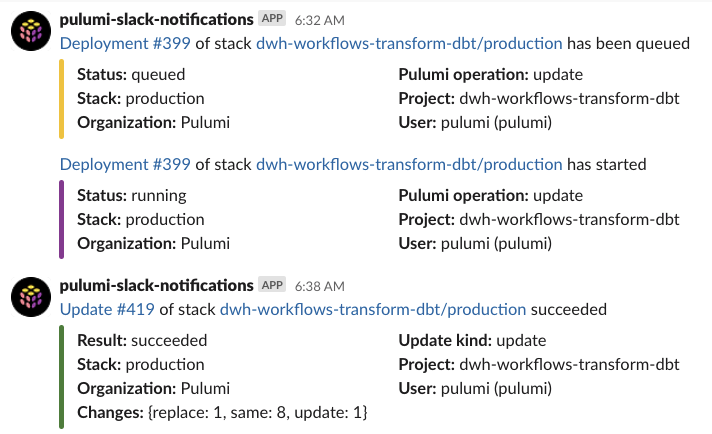 pulumi-slack-notifications APP 6:32 AM
Deployment #399 of stack dwh-workflows-transform-dbt/production has been queued
Status: queued Pulumi operation: update
Stack: production Project: dwh-workflows-transform-dbt
Organization: Pulumi User: pulumi (pulumi)
Deployment #399 of stack dwh-workflows-transform-dbt/production has started
Status: running Pulumi operation: update
Stack: production Project: dwh-workflows-transform-dbt
Organization: Pulumi User: pulumi (pulumi)
pulumi-slack-notifications APP 6:38 AM
Update #419 of stack dwh-workflows-transform-dbt/production succeeded
Result: succeeded Update kind: update
Stack: production Project: dwh-workflows-transform-dbt
Organization: Pulumi User: pulumi (pulumi)
Changes: {replace: 1, same: 8, update: 1}